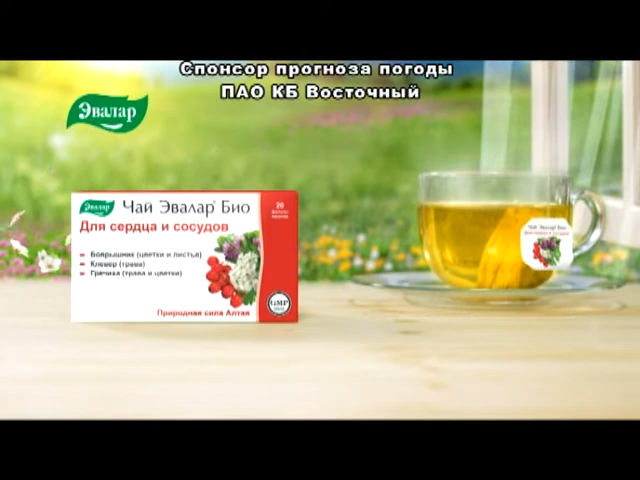 Спонсор прогноза погоды
ПАО КБ Восточный
Эвалар
Эвалар
Чай Эвалар Био
Для сердца и сосудов
20
Боярышник (цветки и листья)
Клевер (трава)
Гречиха (трава и цветки)
Природная сила Алтая
GMP
Чай Эвалар Био